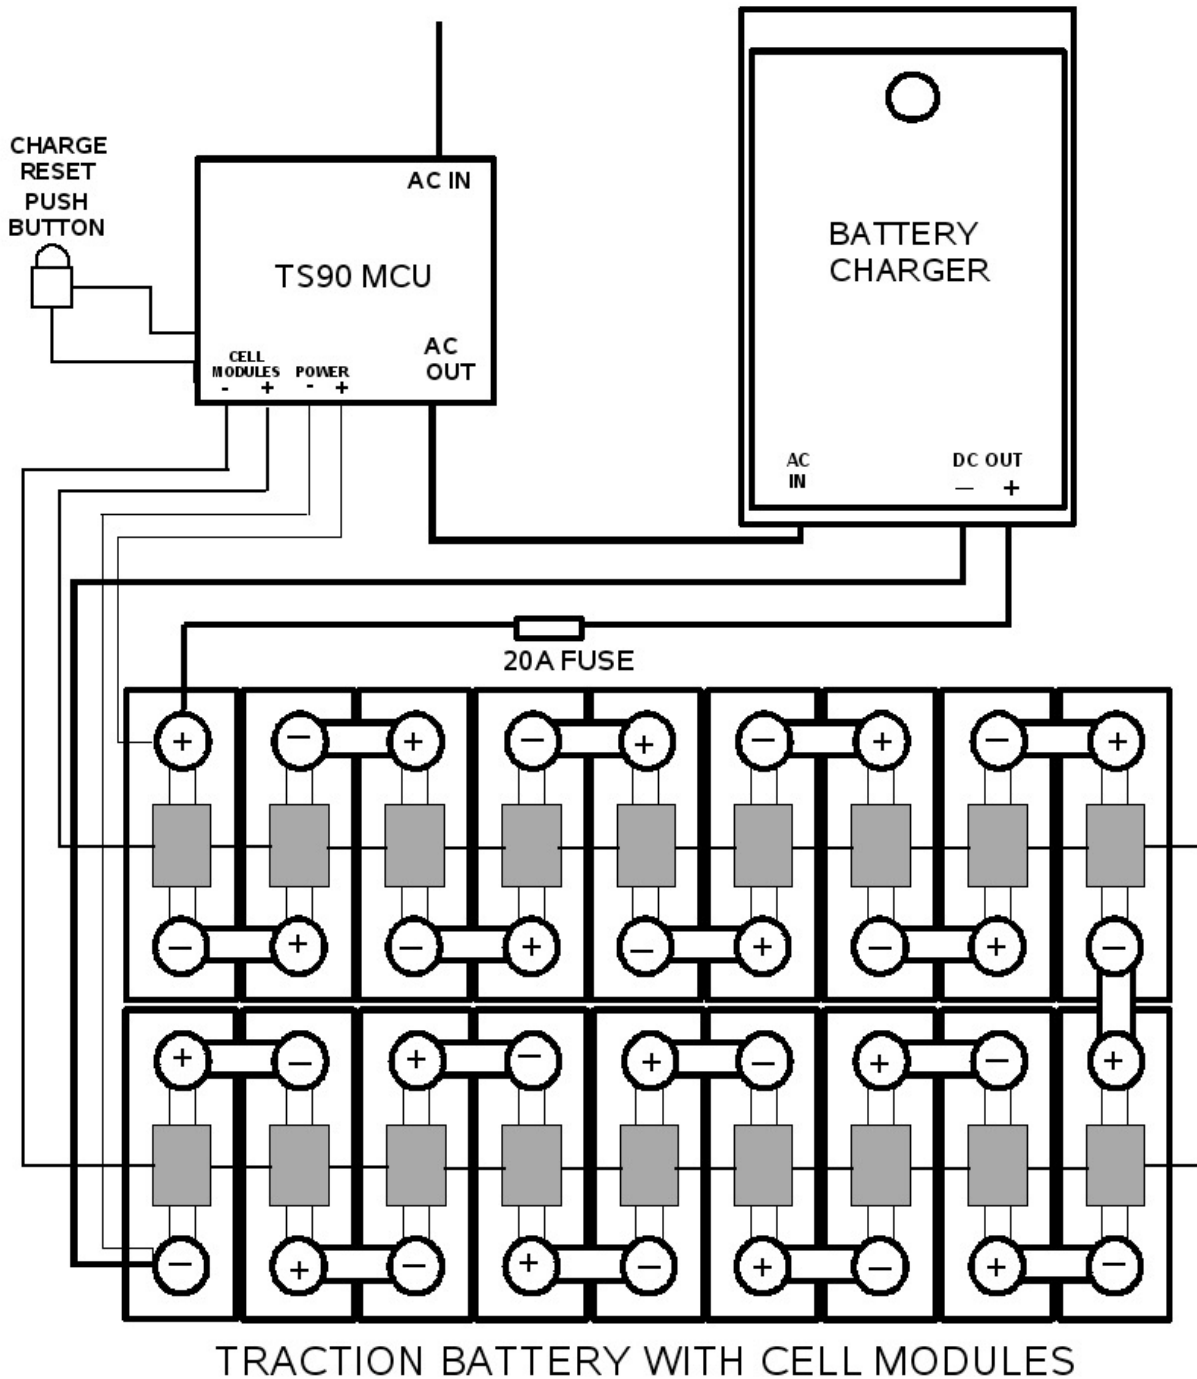 CHARGE
RESET
PUSH
BUTTON
AC IN
TS90 MCU
AC
OUT
CELL
MODULES
- +
POWER
- +
BATTERY
CHARGER
AC
IN
DC OUT
— +
20A FUSE
+ − + − + − + − +
− + − + − + − + −
+ − + − + − + − +
− + − + − + − + −
TRACTION BATTERY WITH CELL MODULES